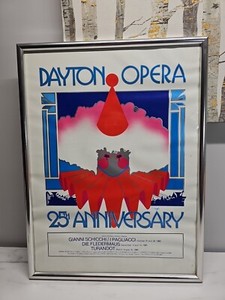 DAYTON OPERA
25TH ANNIVERSARY
GIANNI SCHICCHI / I PAGLIACCI
DIE FLEDERMAUS
TURANDOT